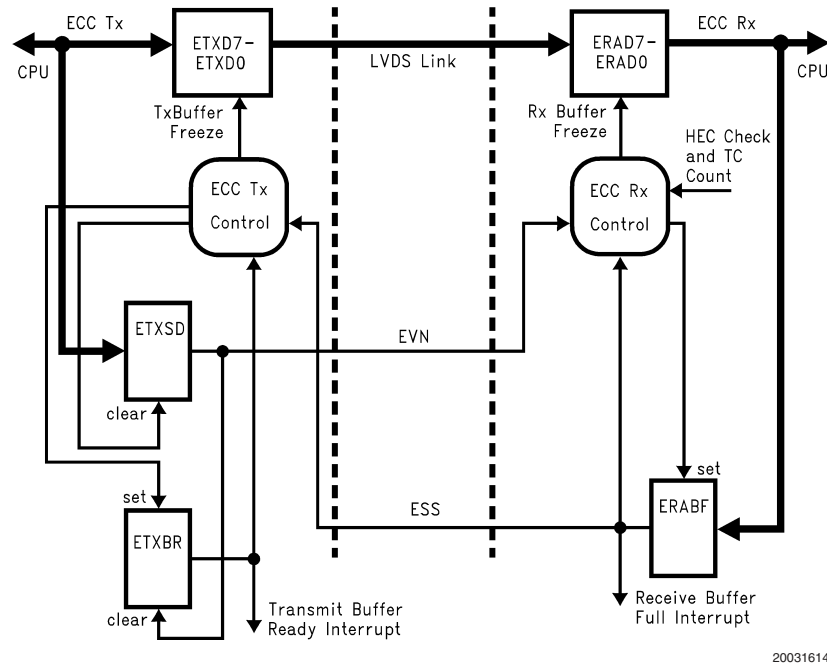 ECC Tx
ECC Rx
CPU
ETXD7-
ETXD0
LVDS Link
ERAD7-
ERAD0
CPU
TxBuffer
Freeze
Rx Buffer
Freeze
HEC Check
and TC
Count
ECC Tx
Control
ECC Rx
Control
ETXSD
EVN
clear
set
set
ETXBR
ESS
ERABF
clear
Transmit Buffer
Ready Interrupt
Receive Buffer
Full Interrupt
20031614